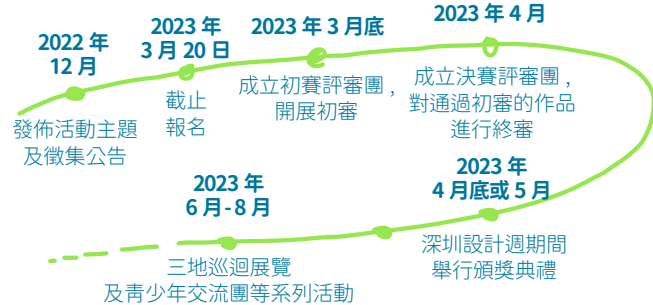 2022 年
12 月
發佈活動主題
及徵集公告
2023 年
3 月 20 日
截止
報名
2023 年 3 月底
成立初賽評審團,
開展初審
2023 年 4 月
成立決賽評審團,
對通過初審的作品
進行終審
2023 年
4 月底或 5 月
深圳設計週期間
舉行頒獎典禮
2023 年
6 月-8 月
三地巡迴展覽
及青少年交流團等系列活動